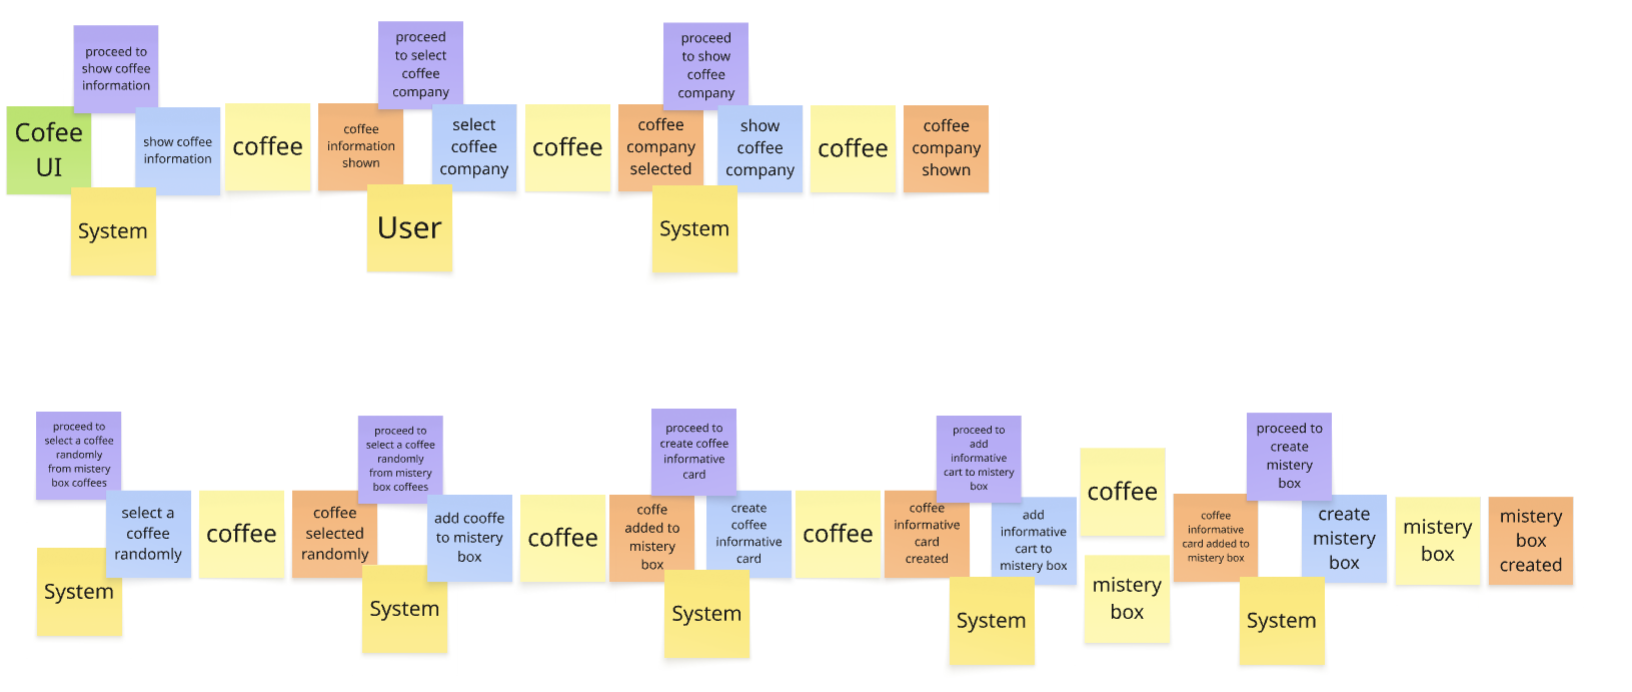 proceed to
show coffee
information
Cofee
UI
show coffee
information
System
coffee
coffee
information
shown
proceed
to select
coffee
company
User
select
coffee
company
coffee
coffee
company
selected
proceed
to show
coffee
company
System
show
coffee
company
coffee
coffee
company
shown
proceed to
select a coffee
randomly
from mistery
box coffees
System
select a
coffee
randomly
coffee
coffee
selected
randomly
proceed to
select a coffee
randomly
from mistery
box coffees
System
add cooffe
to mistery
box
coffee
coffe
added to
mistery
box
proceed to
create coffee
informative
card
System
create
coffee
informative
card
coffee
coffee
informative
card
created
proceed to
add
informative
cart to mistery
box
System
add
informative
cart to
mistery box
coffee
mistery
box
coffee
informative
card added to
mistery box
proceed to
create
mistery
box
System
create
mistery
box
mistery
box
mistery
box
created